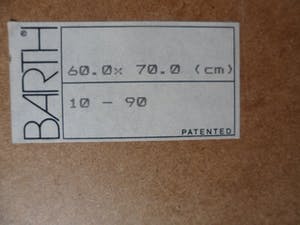 BARTH®
60.0x 70.0 (cm)
10 - 90
PATENTED